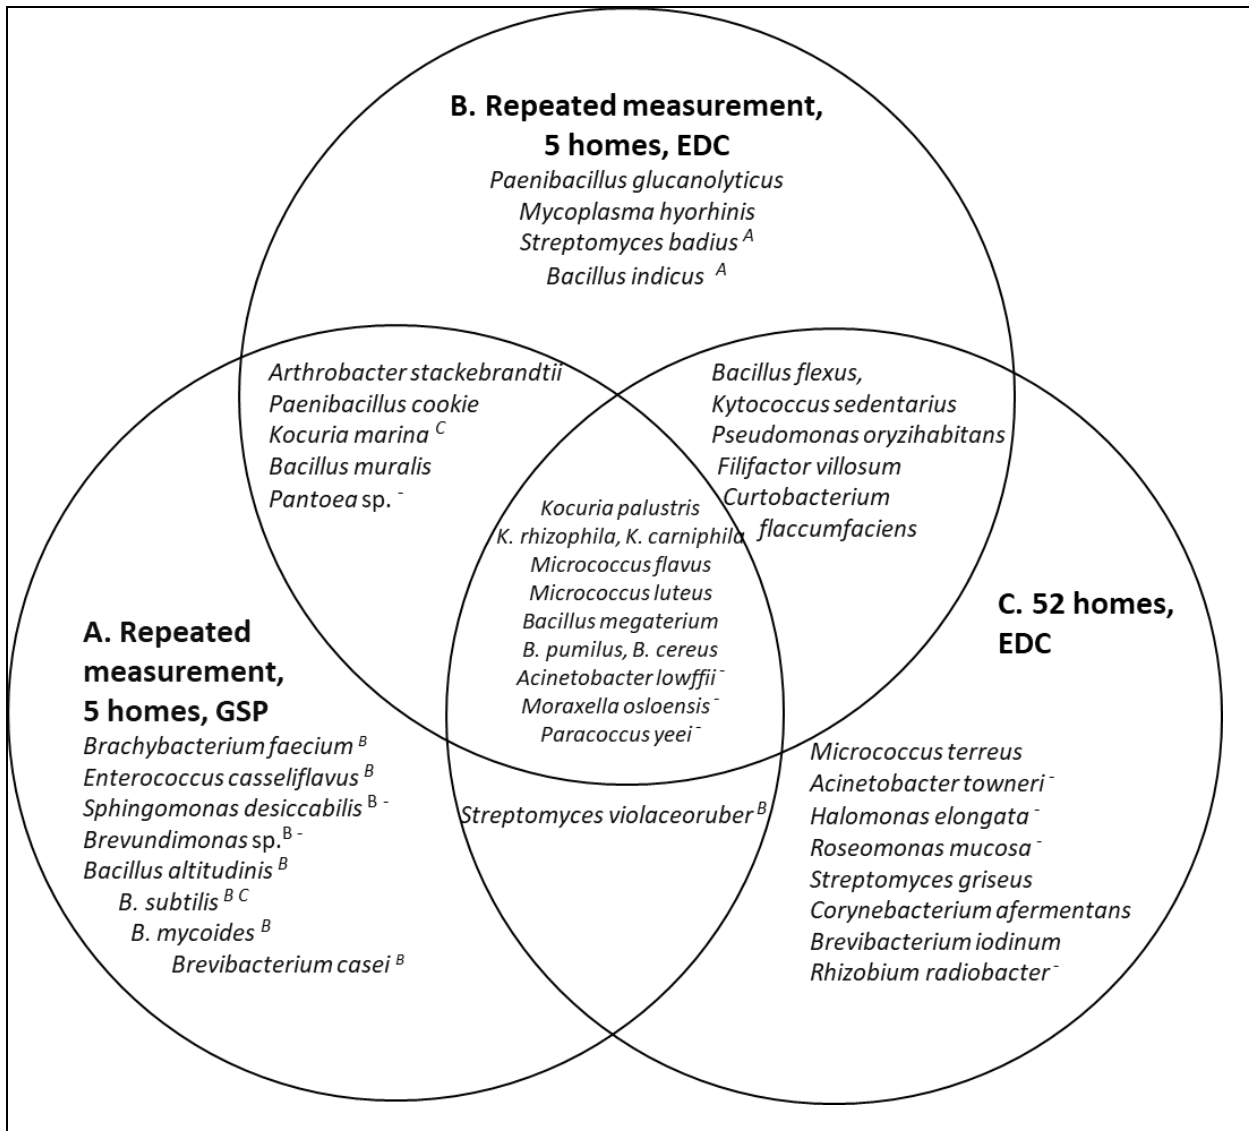 B. Repeated measurement,
5 homes, EDC
Paenibacillus glucanolyticus
Mycoplasma hyorhinis
Streptomyces badius A
Bacillus indicus A
Arthrobacter stackebrandtii
Paenibacillus cookie
Kocuria marina C
Bacillus muralis
Pantoea sp. -
Bacillus flexus,
Kytococcus sedentarius
Pseudomonas oryzihabitans
Filifactor villosum
Curtobacterium
flaccumfaciens
Kocuria palustris
K. rhizophila, K. carniphila
Micrococcus flavus
Micrococcus luteus
Bacillus megaterium
B. pumilus, B. cereus
Acinetobacter lowffii -
Moraxella osloensis -
Paracoccus yeei -
A. Repeated
measurement,
5 homes, GSP
Brachybacterium faecium B
Enterococcus casseliflavus B
Sphingomonas desiccabilis B -
Brevundimonas sp. B -
Bacillus altitudinis B
B. subtilis B C
B. mycoides B
Brevibacterium casei B
Streptomyces violaceoruber B
C. 52 homes,
EDC
Micrococcus terreus
Acinetobacter towneri -
Halomonas elongata -
Roseomonas mucosa -
Streptomyces griseus
Corynebacterium afermentans
Brevibacterium iodinum
Rhizobium radiobacter -